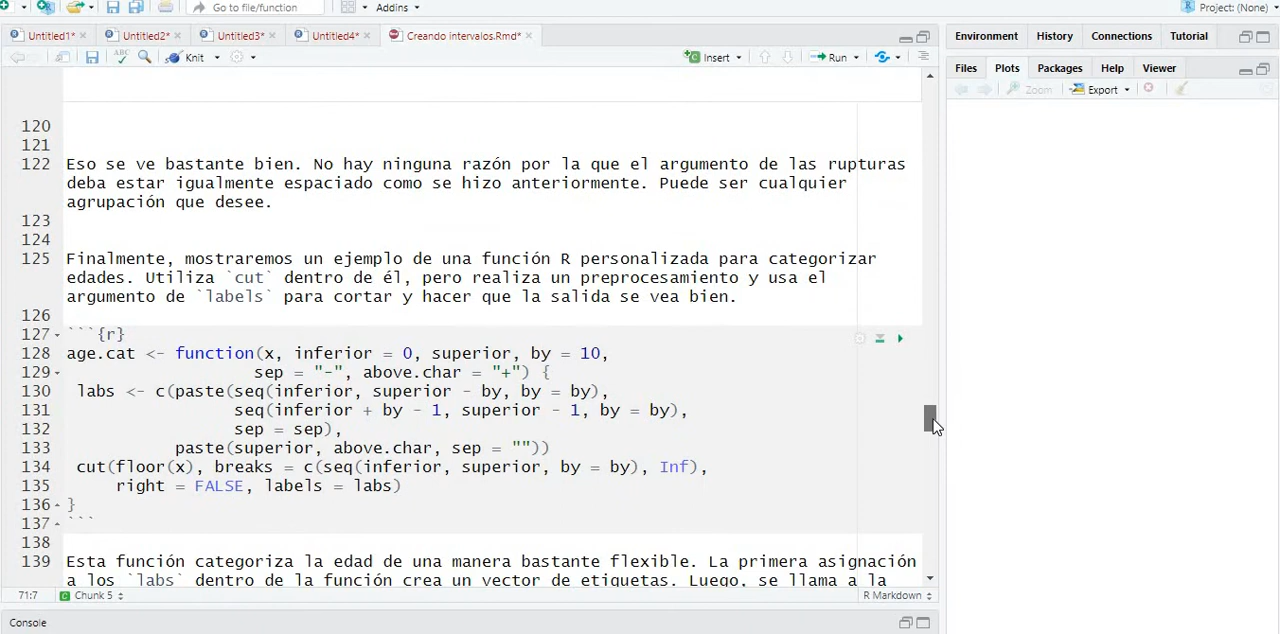 Go to file/function
Addins
Project: (None)
Untitled1*
Untitled2*
Untitled3*
Untitled4*
Creando intervalos.Rmd*
Environment
History
Connections
Tutorial
ABC
Knit
Insert
Run
Files
Plots
Packages
Help
Viewer
Zoom
Export
120
121
122
Eso se ve bastante bien. No hay ninguna razón por la que el argumento de las rupturas
deba estar igualmente espaciado como se hizo anteriormente. Puede ser cualquier
agrupación que desee.
123
124
125
Finalmente, mostraremos un ejemplo de una función R personalizada para categorizar
edades. Utiliza `cut` dentro de él, pero realiza un preprocesamiento y usa el
argumento de `labels` para cortar y hacer que la salida se vea bien.
126
127 ```{r}
128 age.cat <- function(x, inferior = 0, superior, by = 10,
129 sep = "-", above.char = "+") {
130 labs <- c(paste(seq(inferior, superior - by, by = by),
131 seq(inferior + by - 1, superior - 1, by = by),
132 sep = sep),
133 paste(superior, above.char, sep = ""))
134 cut(floor(x), breaks = c(seq(inferior, superior, by = by), Inf),
135 right = FALSE, labels = labs)
136 }
137 ```
138
139 Esta función categoriza la edad de una manera bastante flexible. La primera asignación
a los `labs` dentro de la función crea un vector de etiquetas. Luego, se llama a la
71:7
Chunk 5
R Markdown
Console